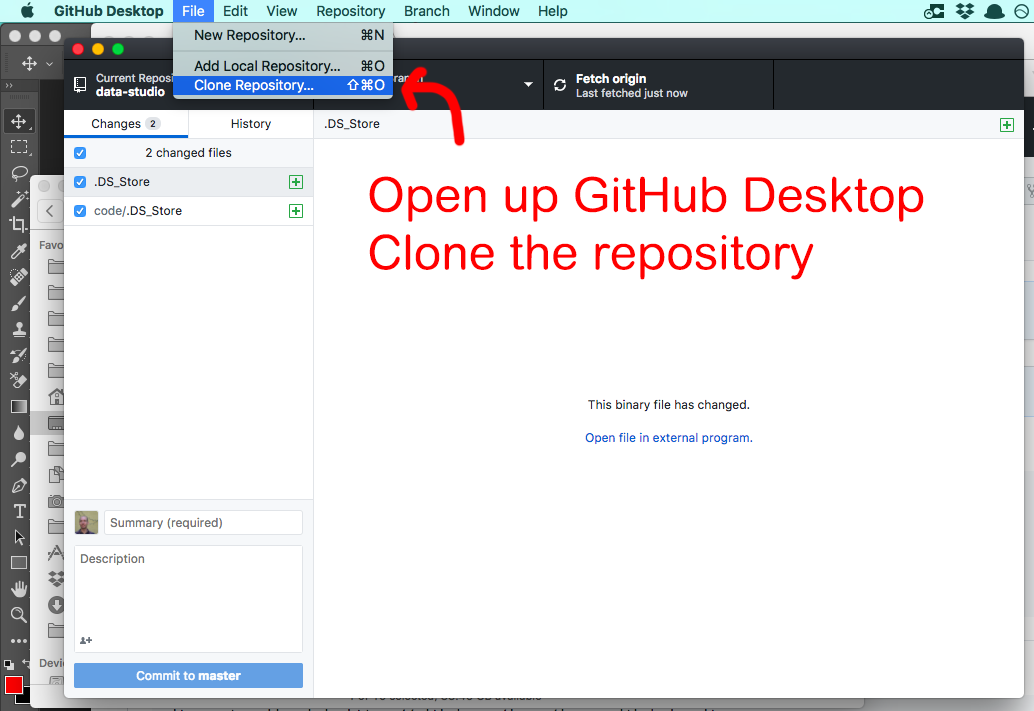 GitHub Desktop File Edit View Repository Branch Window Help
New Repository... ⌘N
Add Local Repository... ⌘O
Clone Repository... ⇧⌘O
Current Reposi
data-studio
Fetch origin
Last fetched just now
Changes 2
History
.DS_Store
2 changed files
.DS_Store
code/.DS_Store
Open up GitHub Desktop
Clone the repository
This binary file has changed.
Open file in external program.
Favo
Summary (required)
Description
Devi
Commit to master